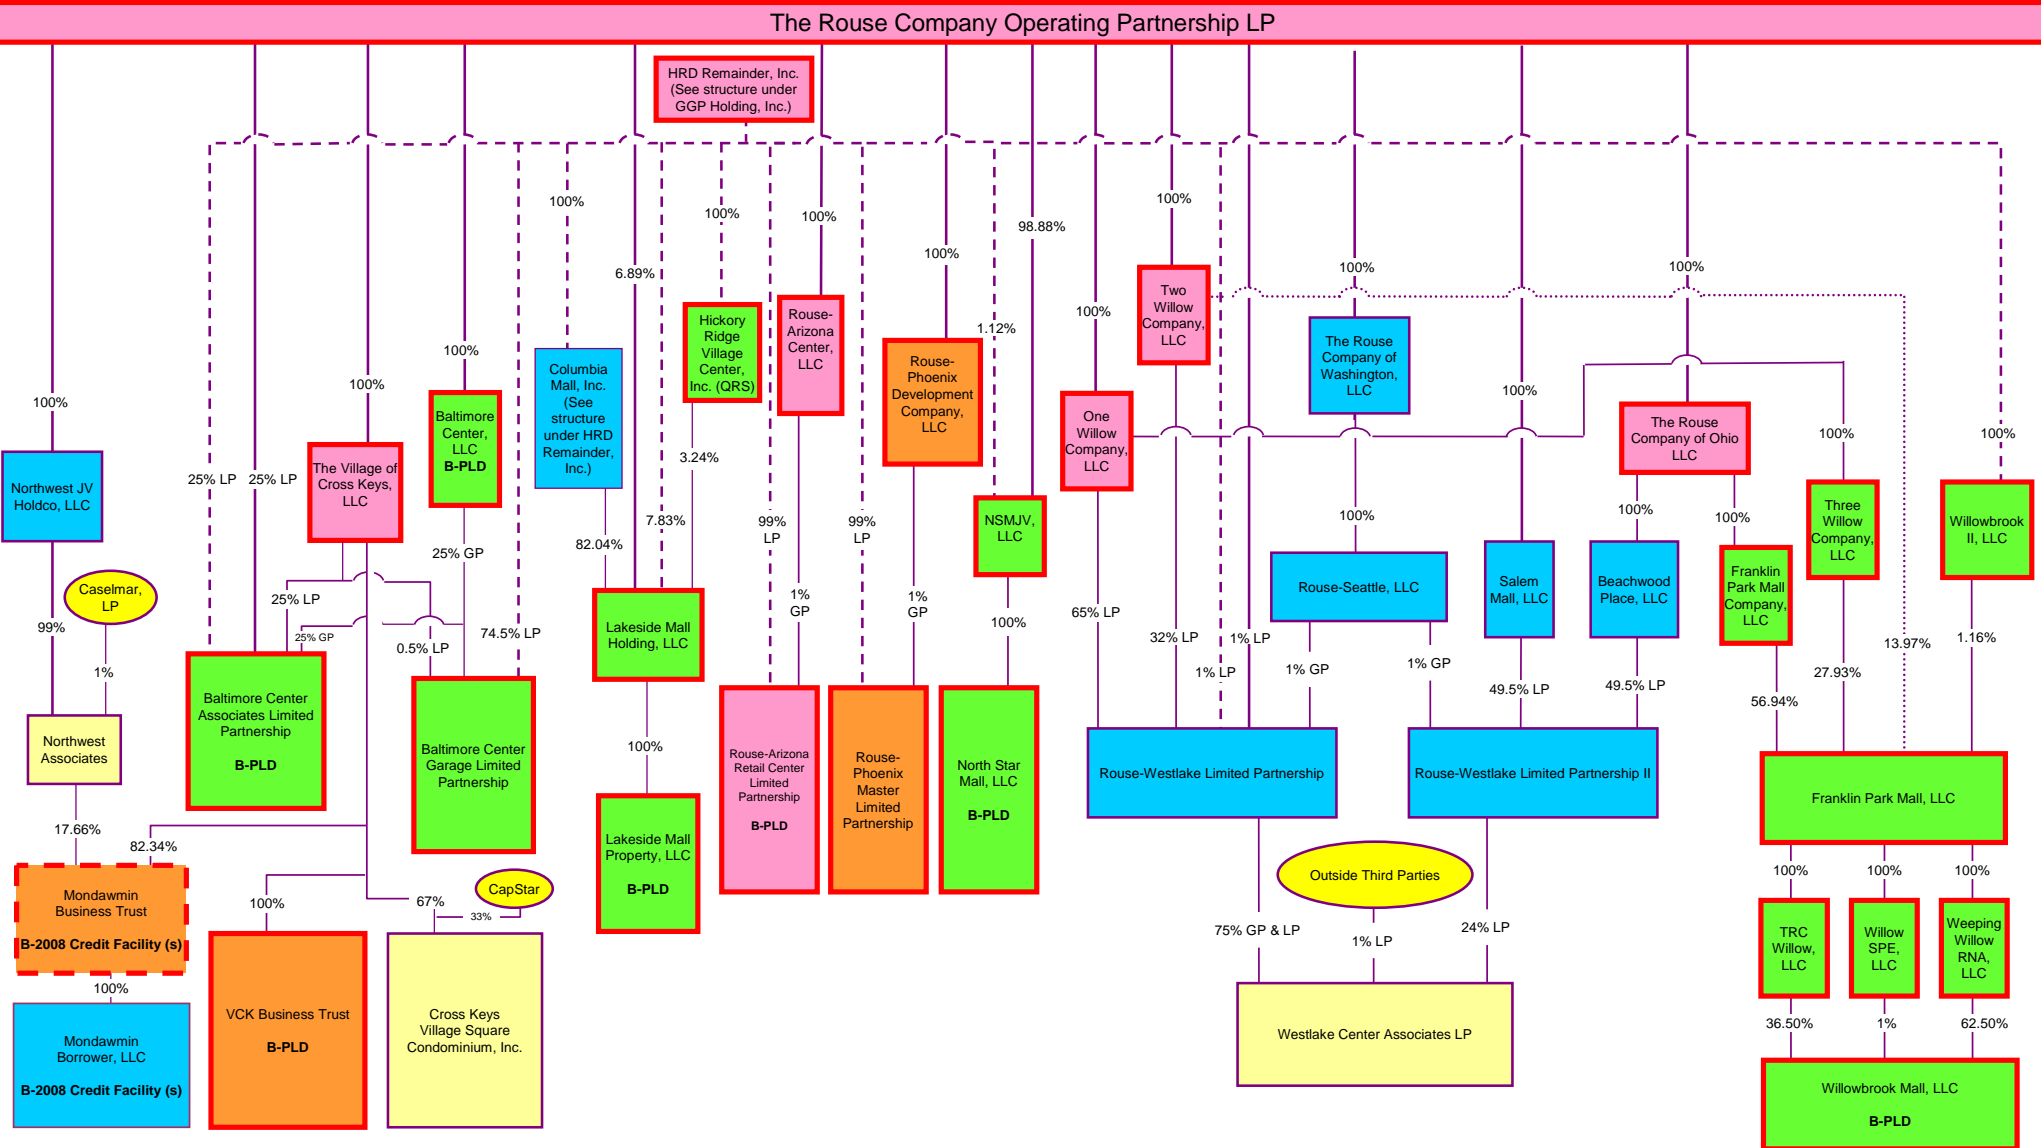 The Rouse Company Operating Partnership LP
HRD Remainder, Inc.
(See structure under
GGP Holding, Inc.)
100%
100%
100%
100%
98.88%
100%
6.89%
100%
100%
100%
Two
Willow
Company,
LLC
Hickory
Ridge
Village
Center,
Inc. (QRS)
Rouse-
Arizona
Center,
LLC
100%
1.12%
The Rouse
Company of
Washington,
LLC
100%
Columbia
Mall, Inc.
(See
structure
under HRD
Remainder,
Inc.)
Rouse-
Phoenix
Development
Company,
LLC
100%
100%
100%
Baltimore
Center,
LLC
B-PLD
One
Willow
Company,
LLC
The Rouse
Company of Ohio
LLC
100%
100%
The Village of
Cross Keys,
LLC
3.24%
Northwest JV
Holdco, LLC
25% LP
25% LP
7.83%
99%
LP
99%
LP
NSMJV,
LLC
100%
100%
100%
Three
Willow
Company,
LLC
Willowbrook
II, LLC
25% GP
82.04%
Caselmar,
LP
Rouse-Seattle, LLC
Salem
Mall, LLC
Beachwood
Place, LLC
Franklin
Park Mall
Company,
LLC
25% LP
1%
GP
1%
GP
65% LP
99%
25% GP
0.5% LP
74.5% LP
Lakeside Mall
Holding, LLC
100%
32% LP
1% LP
1% LP
1% GP
1% GP
13.97%
1.16%
1%
27.93%
49.5% LP
49.5% LP
56.94%
Baltimore Center
Associates Limited
Partnership
B-PLD
Northwest
Associates
Baltimore Center
Garage Limited
Partnership
100%
Rouse-Arizona
Retail Center
Limited
Partnership
B-PLD
Rouse-
Phoenix
Master
Limited
Partnership
North Star
Mall, LLC
B-PLD
Rouse-Westlake Limited Partnership
Rouse-Westlake Limited Partnership II
Franklin Park Mall, LLC
17.66%
82.34%
Lakeside Mall
Property, LLC
B-PLD
100%
100%
100%
Outside Third Parties
CapStar
Mondawmin
Business Trust
B-2008 Credit Facility (s)
100%
67%
33%
75% GP & LP
1% LP
24% LP
TRC
Willow,
LLC
Willow
SPE,
LLC
Weeping
Willow
RNA,
LLC
100%
VCK Business Trust
B-PLD
Cross Keys
Village Square
Condominium, Inc.
Westlake Center Associates LP
36.50%
1%
62.50%
Mondawmin
Borrower, LLC
B-2008 Credit Facility (s)
Willowbrook Mall, LLC
B-PLD